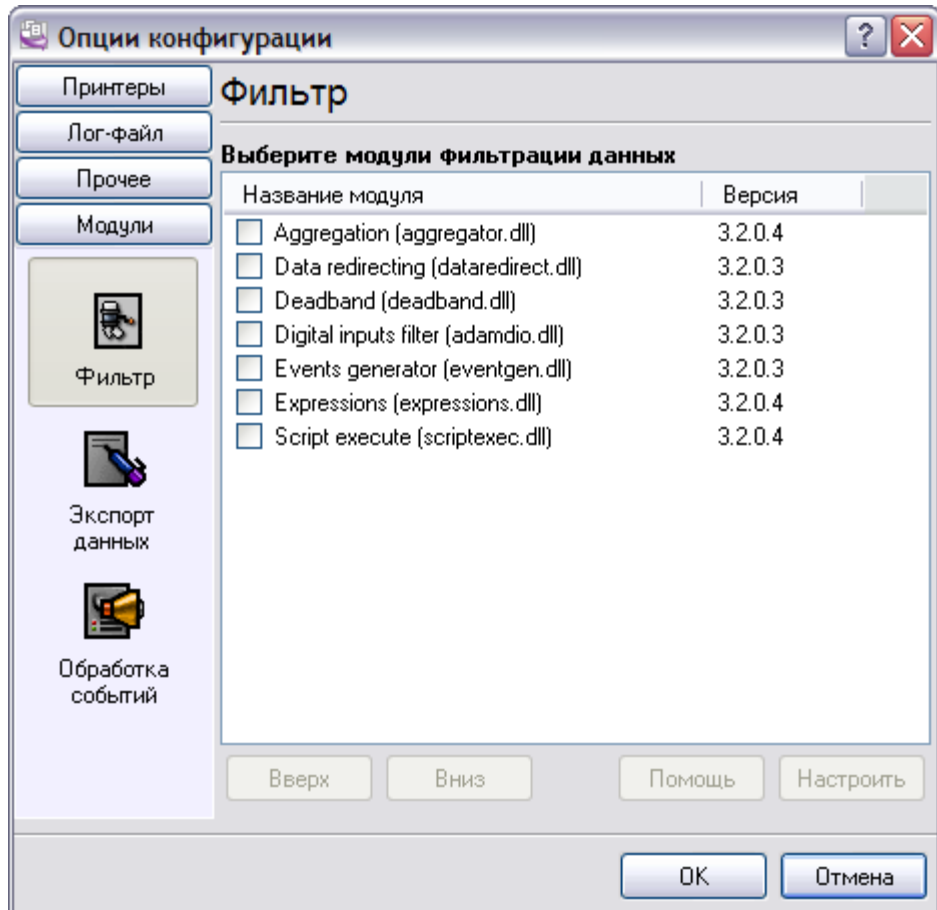 Опции конфигурации
?
Принтеры
Лог-файл
Прочее
Модули
Фильтр
Экспорт
данных
Обработка
событий
Фильтр
Выберите модули фильтрации данных
Название модуля Версия
Aggregation (aggregator.dll) 3.2.0.4
Data redirecting (dataredirect.dll) 3.2.0.3
Deadband (deadband.dll) 3.2.0.3
Digital inputs filter (adamdio.dll) 3.2.0.3
Events generator (eventgen.dll) 3.2.0.3
Expressions (expressions.dll) 3.2.0.4
Script execute (scriptexec.dll) 3.2.0.4
Вверх Вниз Помощь Настроить
OK Отмена